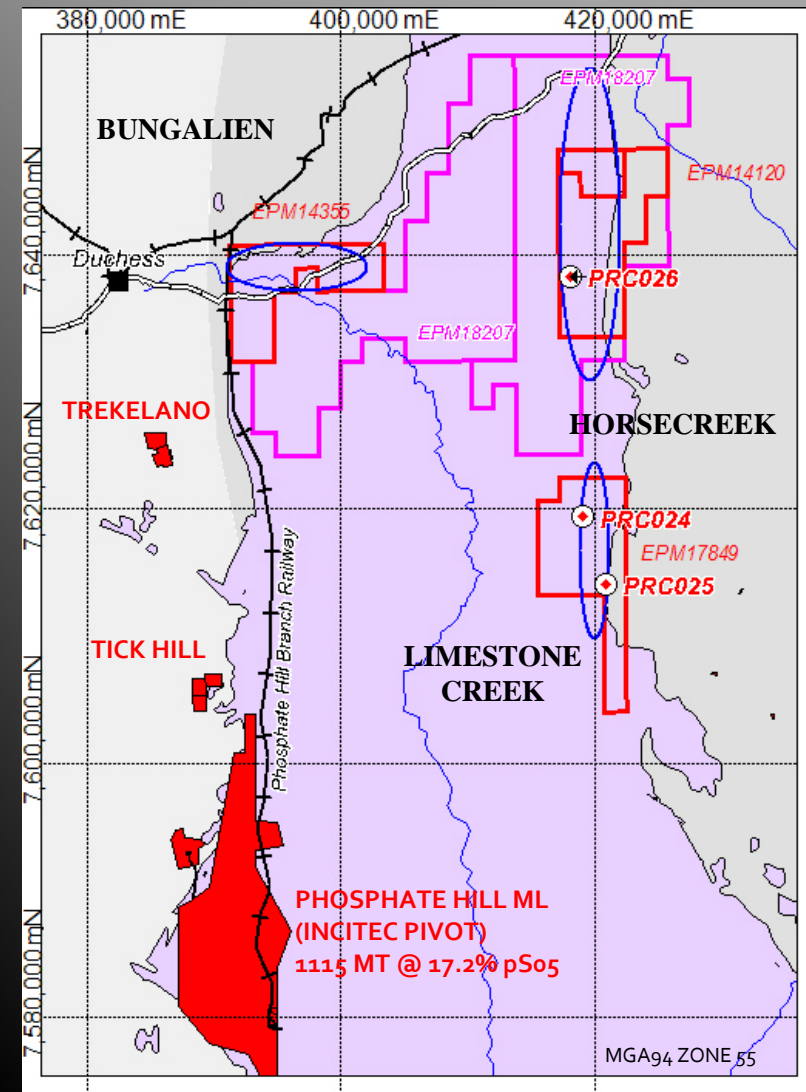 380,000 mE
400,000 mE
420,000 mE
EPM18207
BUNGALIEN
7,640,000 mN
EPM14355
EPM14120
Duchess
PRC026
EPM18207
TREKELANO
HORSECREEK
7,620,000 mN
PRC024
EPM17849
PRC025
Phosphate Hill Branch Railway
TICK HILL
LIMESTONE
CREEK
7,600,000 mN
PHOSPHATE HILL ML
(INCITEC PIVOT)
1115 MT @ 17.2% pS05
7,580,000 mN
MGA94 ZONE 55